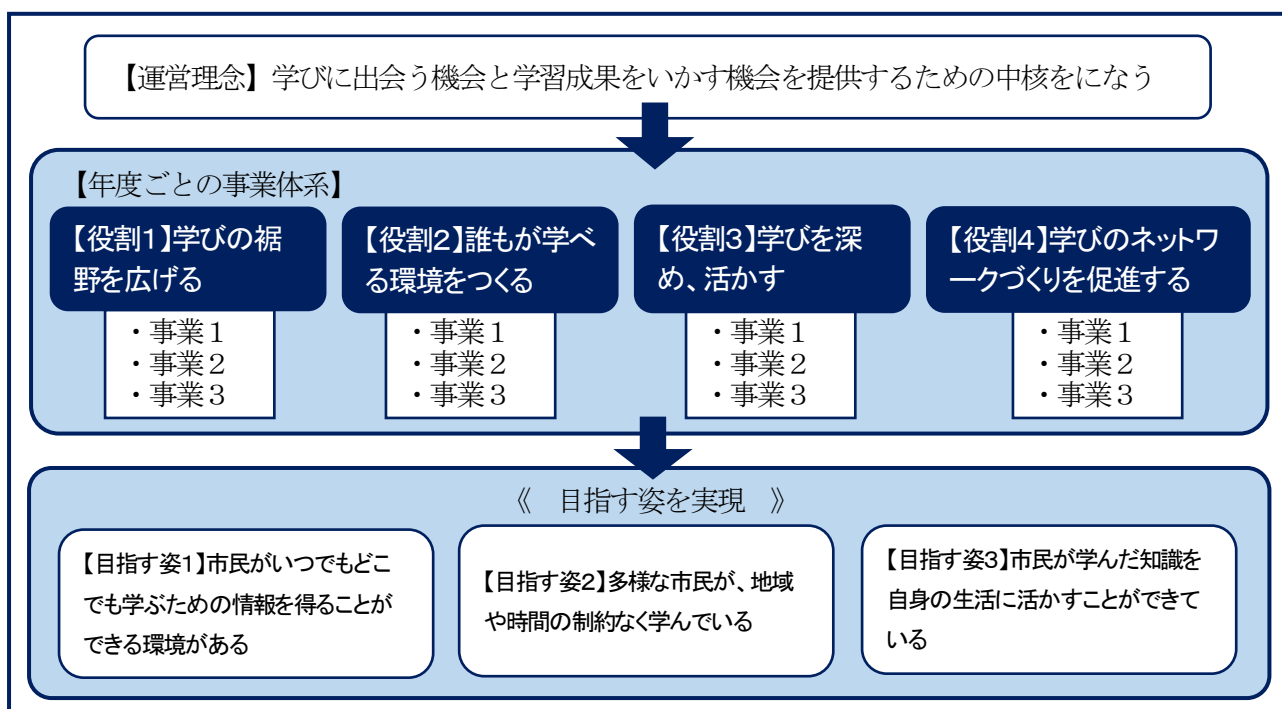 【運営理念】学びに出会う機会と学習成果をいかす機会を提供するための中核をになう
【年度ごとの事業体系】
【役割1】学びの裾
野を広げる
・事業１
・事業２
・事業３
【役割2】誰もが学べ
る環境をつくる
・事業１
・事業２
・事業３
【役割3】学びを深
め、活かす
・事業１
・事業２
・事業３
【役割4】学びのネットワ
ークづくりを促進する
・事業１
・事業２
・事業３
《　目指す姿を実現　》
【目指す姿1】市民がいつでもどこ
でも学ぶための情報を得ることが
できる環境がある
【目指す姿2】多様な市民が、地域
や時間の制約なく学んでいる
【目指す姿3】市民が学んだ知識を
自身の生活に活かすことができて
いる